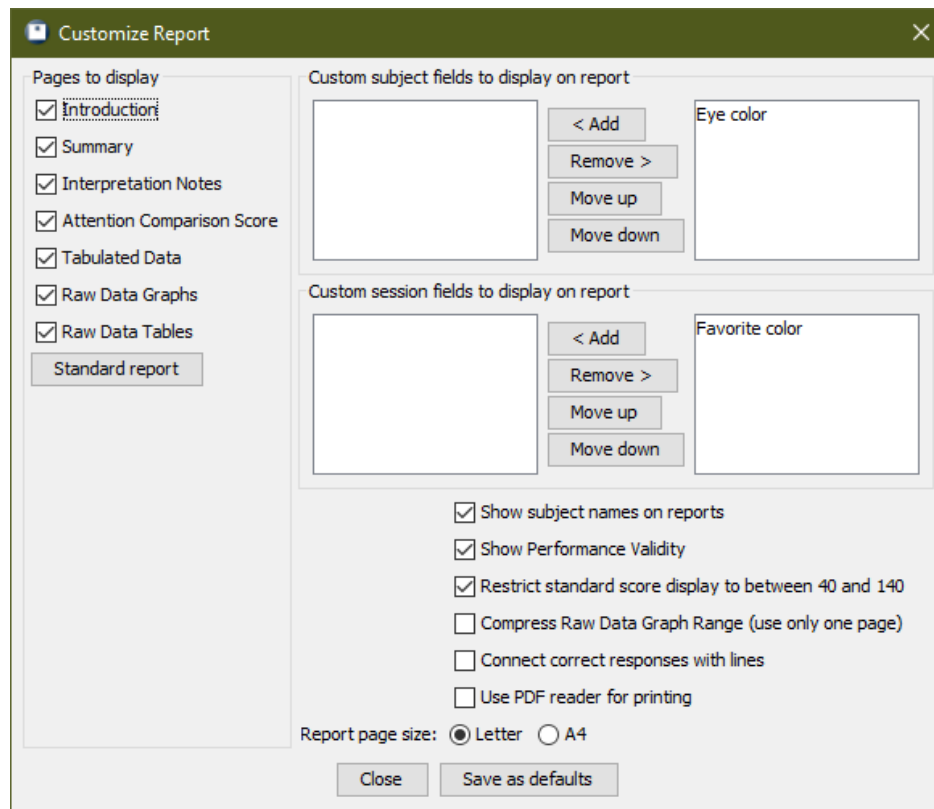 Customize Report
Pages to display
Introduction
Summary
Interpretation Notes
Attention Comparison Score
Tabulated Data
Raw Data Graphs
Raw Data Tables
Standard report
Custom subject fields to display on report
< Add
Remove >
Move up
Move down
Eye color
Custom session fields to display on report
< Add
Remove >
Move up
Move down
Favorite color
Show subject names on reports
Show Performance Validity
Restrict standard score display to between 40 and 140
Compress Raw Data Graph Range (use only one page)
Connect correct responses with lines
Use PDF reader for printing
Report page size: Letter A4
Close Save as defaults